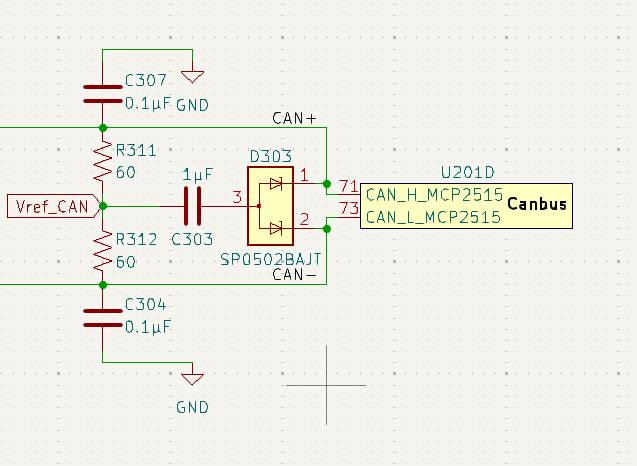 C307
0.1µF
GND
CAN+
R311
60
1µF
D303
1
U201D
71
CAN_H_MCP2515
Canbus
Vref_CAN
3
73
CAN_L_MCP2515
2
R312
60
C303
SP0502BAJT
CAN-
C304
0.1µF
GND